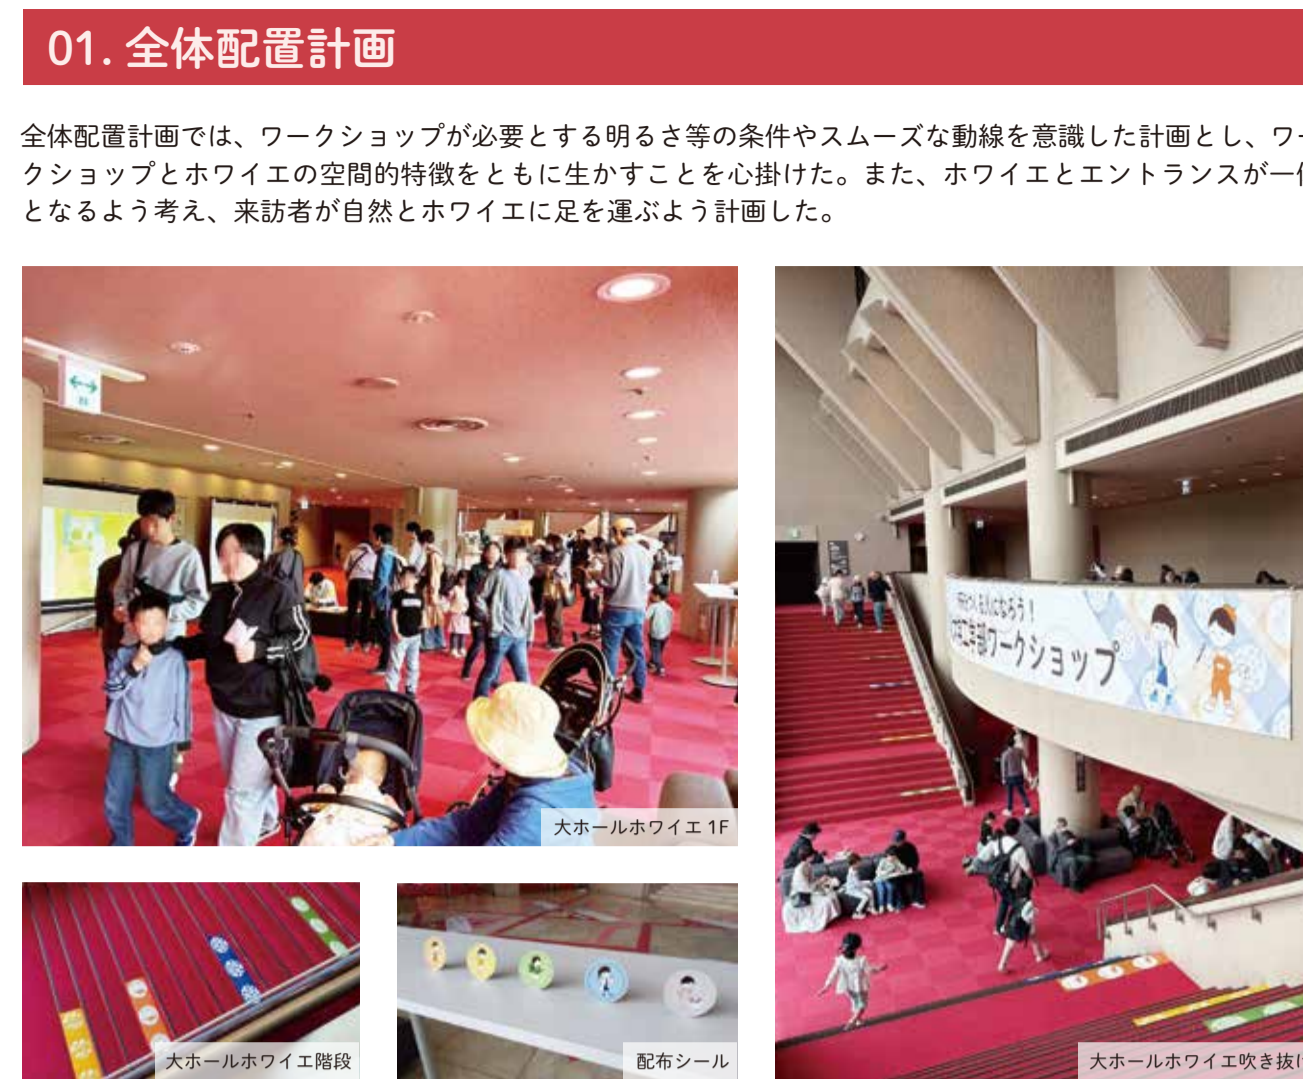 01. 全体配置計画
全体配置計画では、ワークショップが必要とする明るさ等の条件やスムーズな動線を意識した計画とし、ワー
クショップとホワイエの空間的特徴をともに生かすことを心掛けた。また、ホワイエとエントランスが一
となるよう考え、来訪者が自然とホワイエに足を運ぶよう計画した。
大ホールホワイエ 1F
になろう！
工学部ワークショップ
大ホールホワイエ階段
配布シール
大ホールホワイエ吹き抜け